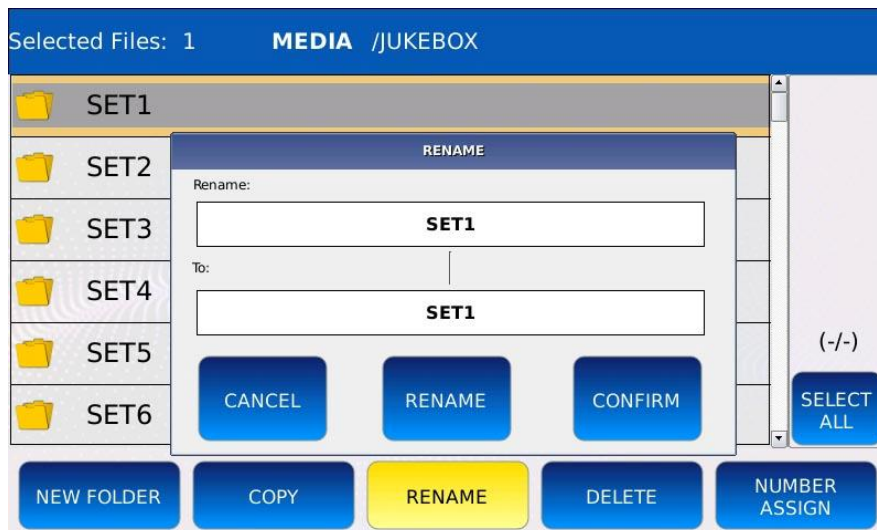 Selected Files: 1 MEDIA /JUKEBOX
SET1
SET2
SET3
SET4
SET5
SET6
RENAME
Rename:
SET1
To:
SET1
CANCEL RENAME CONFIRM
(-/-)
SELECT
ALL
NEW FOLDER COPY RENAME DELETE NUMBER
ASSIGN